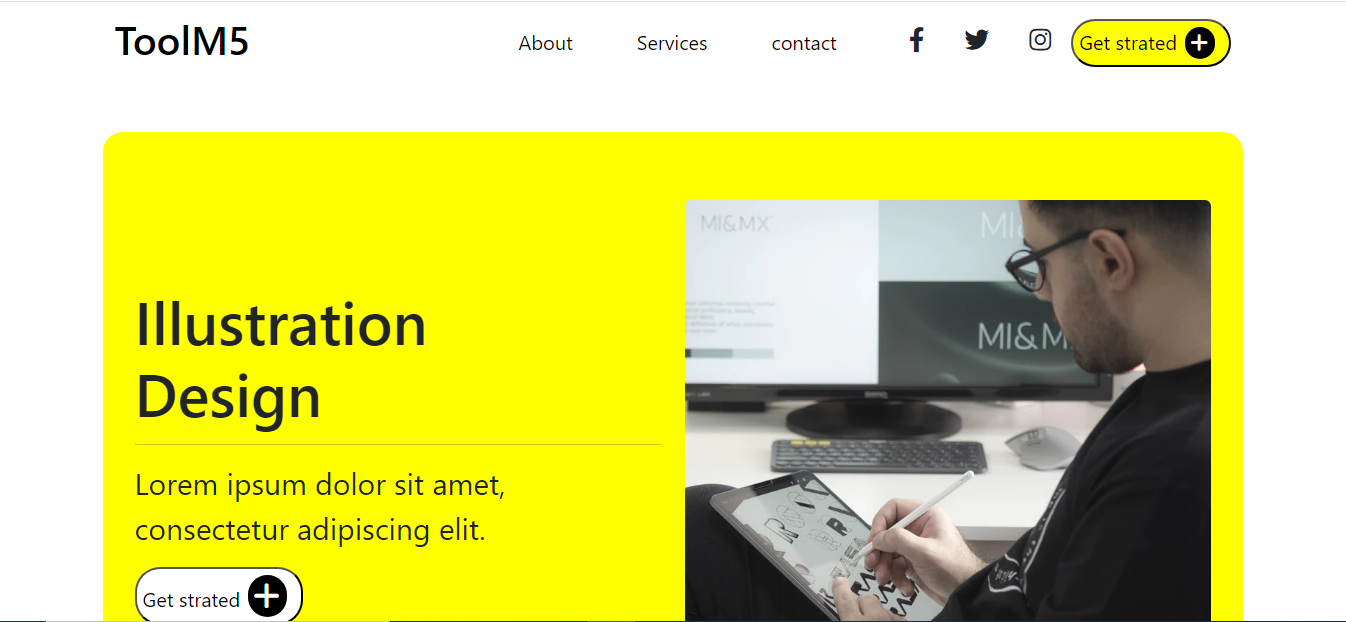 ToolM5
About
Services
contact
Get strated
Illustration
Design
Lorem ipsum dolor sit amet,
consectetur adipiscing elit.
Get strated
MI&MX
MI&M